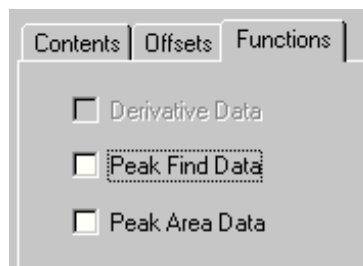 Contents Offsets Functions
Derivative Data
Peak Find Data
Peak Area Data